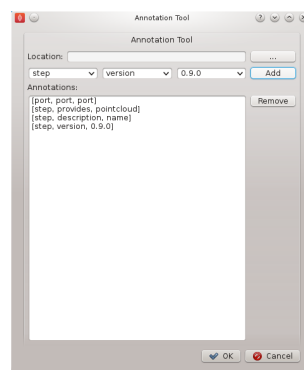 Annotation Tool
Annotation Tool
Location:
...
step version 0.9.0 Add
Annotations:
[port, port, port]
[step, provides, pointcloud]
[step, description, name]
[step, version, 0.9.0]
Remove
OK Cancel